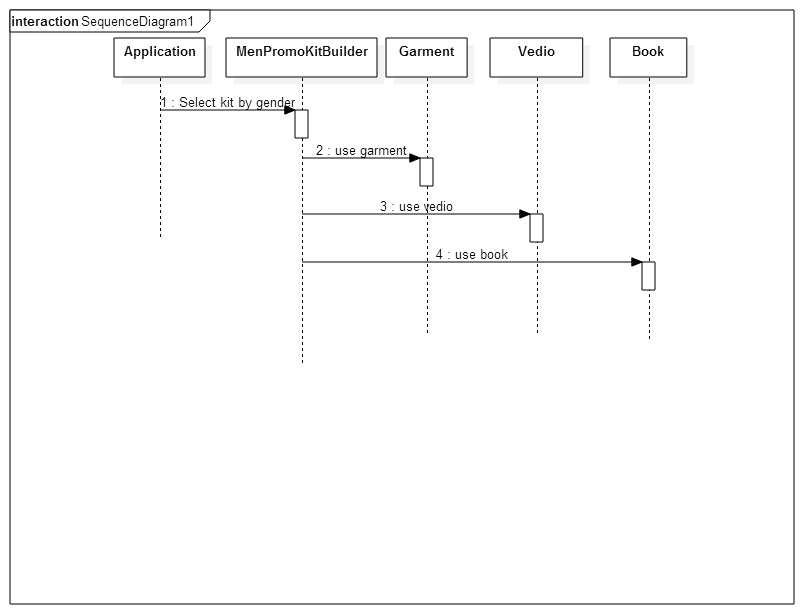 interaction SequenceDiagram1
Application
MenPromoKitBuilder
Garment
Vedio
Book
1 : Select kit by gender
2 : use garment
3 : use vedio
4 : use book